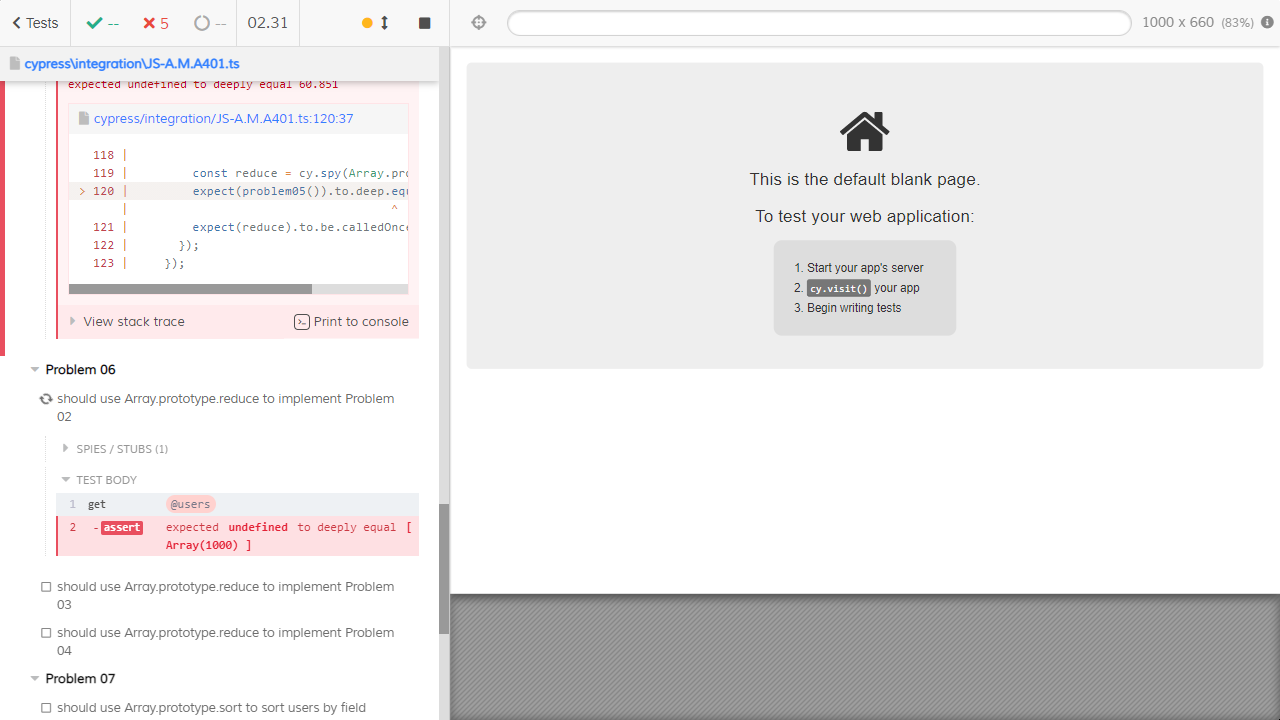 Tests
--
5
--
02.31
1000 x 660 (83%)
cypress\integration\JS-A.M.A401.ts
expected undefined to deeply equal 60.851
cypress/integration/JS-A.M.A401.ts:120:37
118 |
119 | const reduce = cy.spy(Array.pro
> 120 | expect(problem05()).to.deep.equ
| ^
121 | expect(reduce).to.be.calledOnce
122 | });
123 | });
View stack trace
Print to console
Problem 06
should use Array.prototype.reduce to implement Problem
02
SPIES / STUBS (1)
TEST BODY
1 get @users
2 -assert expected undefined to deeply equal [
Array(1000) ]
should use Array.prototype.reduce to implement Problem
03
should use Array.prototype.reduce to implement Problem
04
Problem 07
should use Array.prototype.sort to sort users by field
This is the default blank page.
To test your web application:
1. Start your app's server
2. cy.visit() your app
3. Begin writing tests